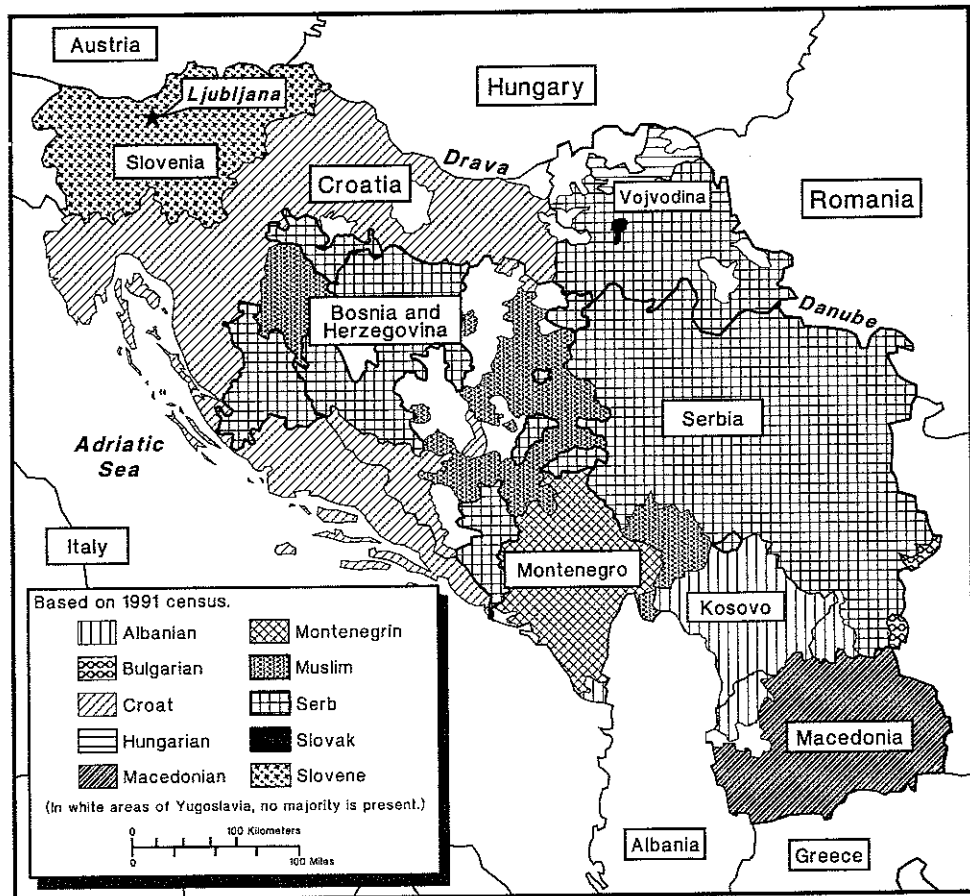 Austria
Hungary
Ljubljana
Slovenia
Drava
Croatia
Vojvodina
Romania
Bosnia and
Herzegovina
Danube
Serbia
Adriatic
Sea
Italy
Montenegro
Kosovo
Macedonia
Albania
Greece
Based on 1991 census.
Albanian
Bulgarian
Croat
Hungarian
Macedonian
Montenegrin
Muslim
Serb
Slovak
Slovene
(In white areas of Yugoslavia, no majority is present.)
0 100 Kilometers
0 100 Miles